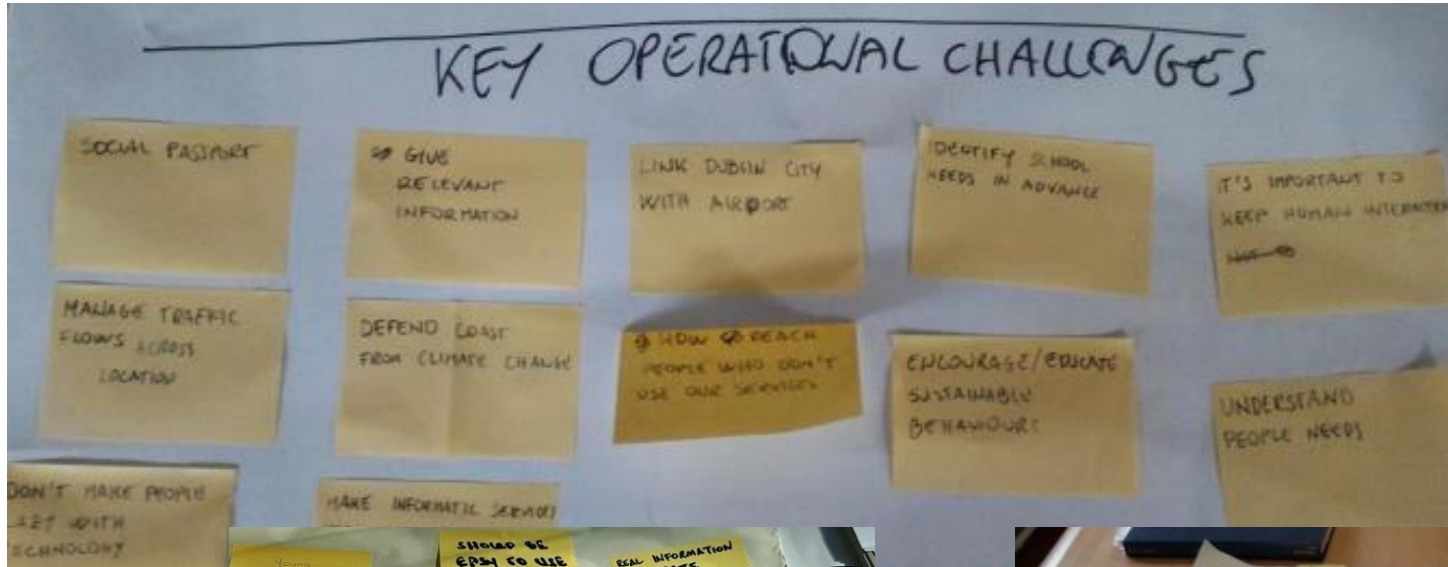 KEY OPERATIONAL CHALLENGES
SOCIAL PASSPORT
GIVE
RELEVANT
INFORMATION
LINK DUBLIN CITY
WITH AIRPORT
IDENTIFY SCHOOL
NEEDS IN ADVANCE
IT'S IMPORTANT TO
KEEP HUMAN INTERACTION
MANAGE TRAFFIC
FLOWS ACROSS
LOCATION
DEFEND COAST
FROM CLIMATE CHANGE
HOW REACH
PEOPLE WHO DON'T
USE OUR SERVICES
ENCOURAGE/EDUCATE
SUSTAINABLE
BEHAVIOURS
UNDERSTAND
PEOPLE NEEDS
DON'T MAKE PEOPLE
LAZY WITH
TECHNOLOGY
MAKE INFORMATIC SERVICES
Young
SHOULD BE
EASY TO USE
REAL INFORMATION